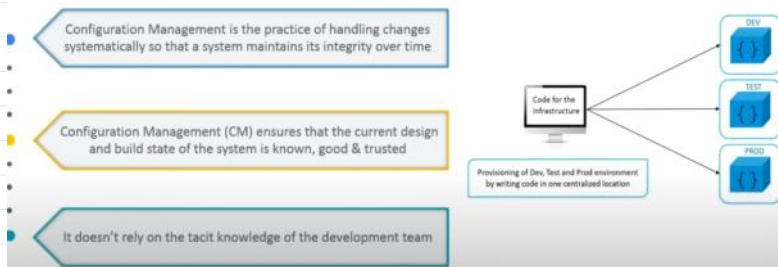 Configuration Management is the practice of handling changes
systematically so that a system maintains its integrity over time
Configuration Management (CM) ensures that the current design
and build state of the system is known, good & trusted
It doesn't rely on the tacit knowledge of the development team
Code for the
infrastructure
Provisioning of Dev, Test and Prod environment
by writing code in one centralized location
DEV
{ }
TEST
{ }
PROD
{ }